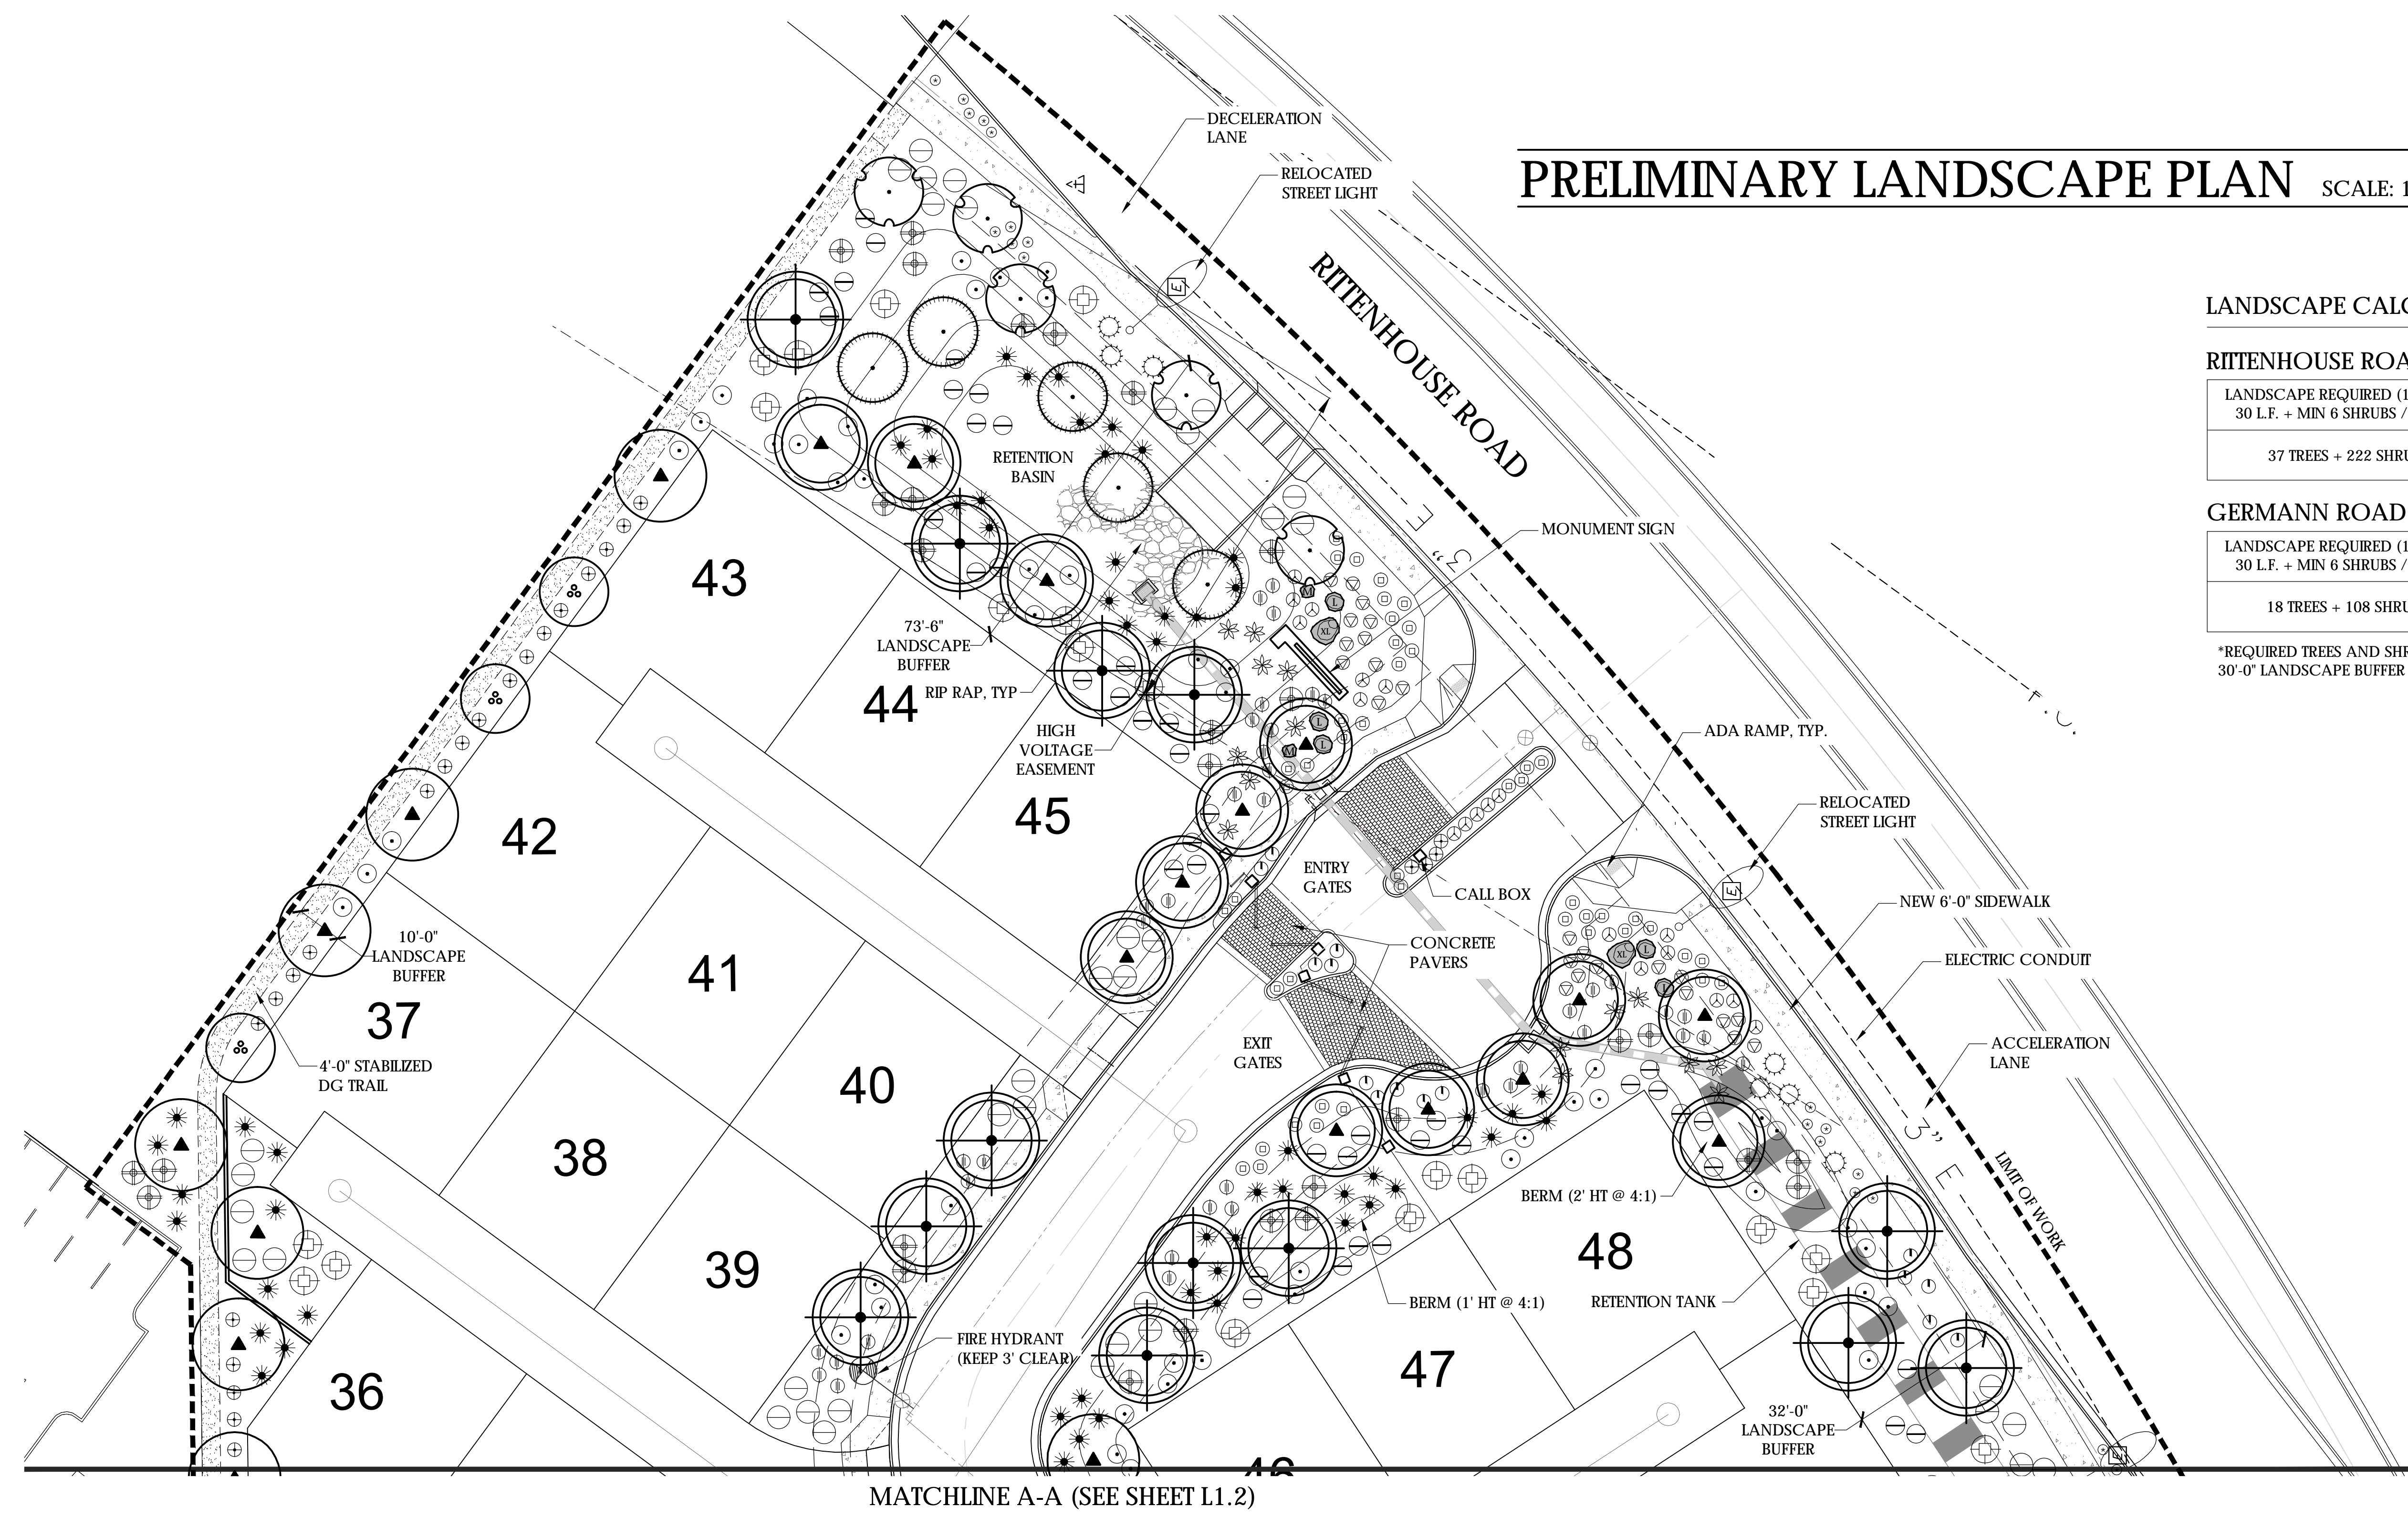 DECELERATION
LANE
RELOCATED
STREET LIGHT
PRELIMINARY LANDSCAPE PLAN
SCALE: 1
RITTENHOUSE ROAD
LANDSCAPE CALC
RITTENHOUSE ROA
LANDSCAPE REQUIRED (1
30 L.F. + MIN 6 SHRUBS /
37 TREES + 222 SHRU
GERMANN ROAD
LANDSCAPE REQUIRED (1
30 L.F. + MIN 6 SHRUBS /
18 TREES + 108 SHRU
*REQUIRED TREES AND SHR
30'-0" LANDSCAPE BUFFER
RETENTION
BASIN
MONUMENT SIGN
E
3"
E
E
M
L
XL
43
73'-6"
LANDSCAPE
BUFFER
44
RIP RAP, TYP
HIGH
VOLTAGE
EASEMENT
L
L
M
ADA RAMP, TYP.
45
42
RELOCATED
STREET LIGHT
ENTRY
GATES
CALL BOX
E
NEW 6'-0" SIDEWALK
10'-0"
LANDSCAPE
BUFFER
CONCRETE
PAVERS
XL
L
L
ELECTRIC CONDUIT
41
37
EXIT
GATES
ACCELERATION
LANE
4'-0" STABILIZED
DG TRAIL
40
38
3"
E
LIMIT OF WORK
BERM (2' HT @ 4:1)
48
39
BERM (1' HT @ 4:1)
RETENTION TANK
FIRE HYDRANT
(KEEP 3' CLEAR)
47
36
32'-0"
LANDSCAPE
BUFFER
E
46
MATCHLINE A-A (SEE SHEET L1.2)